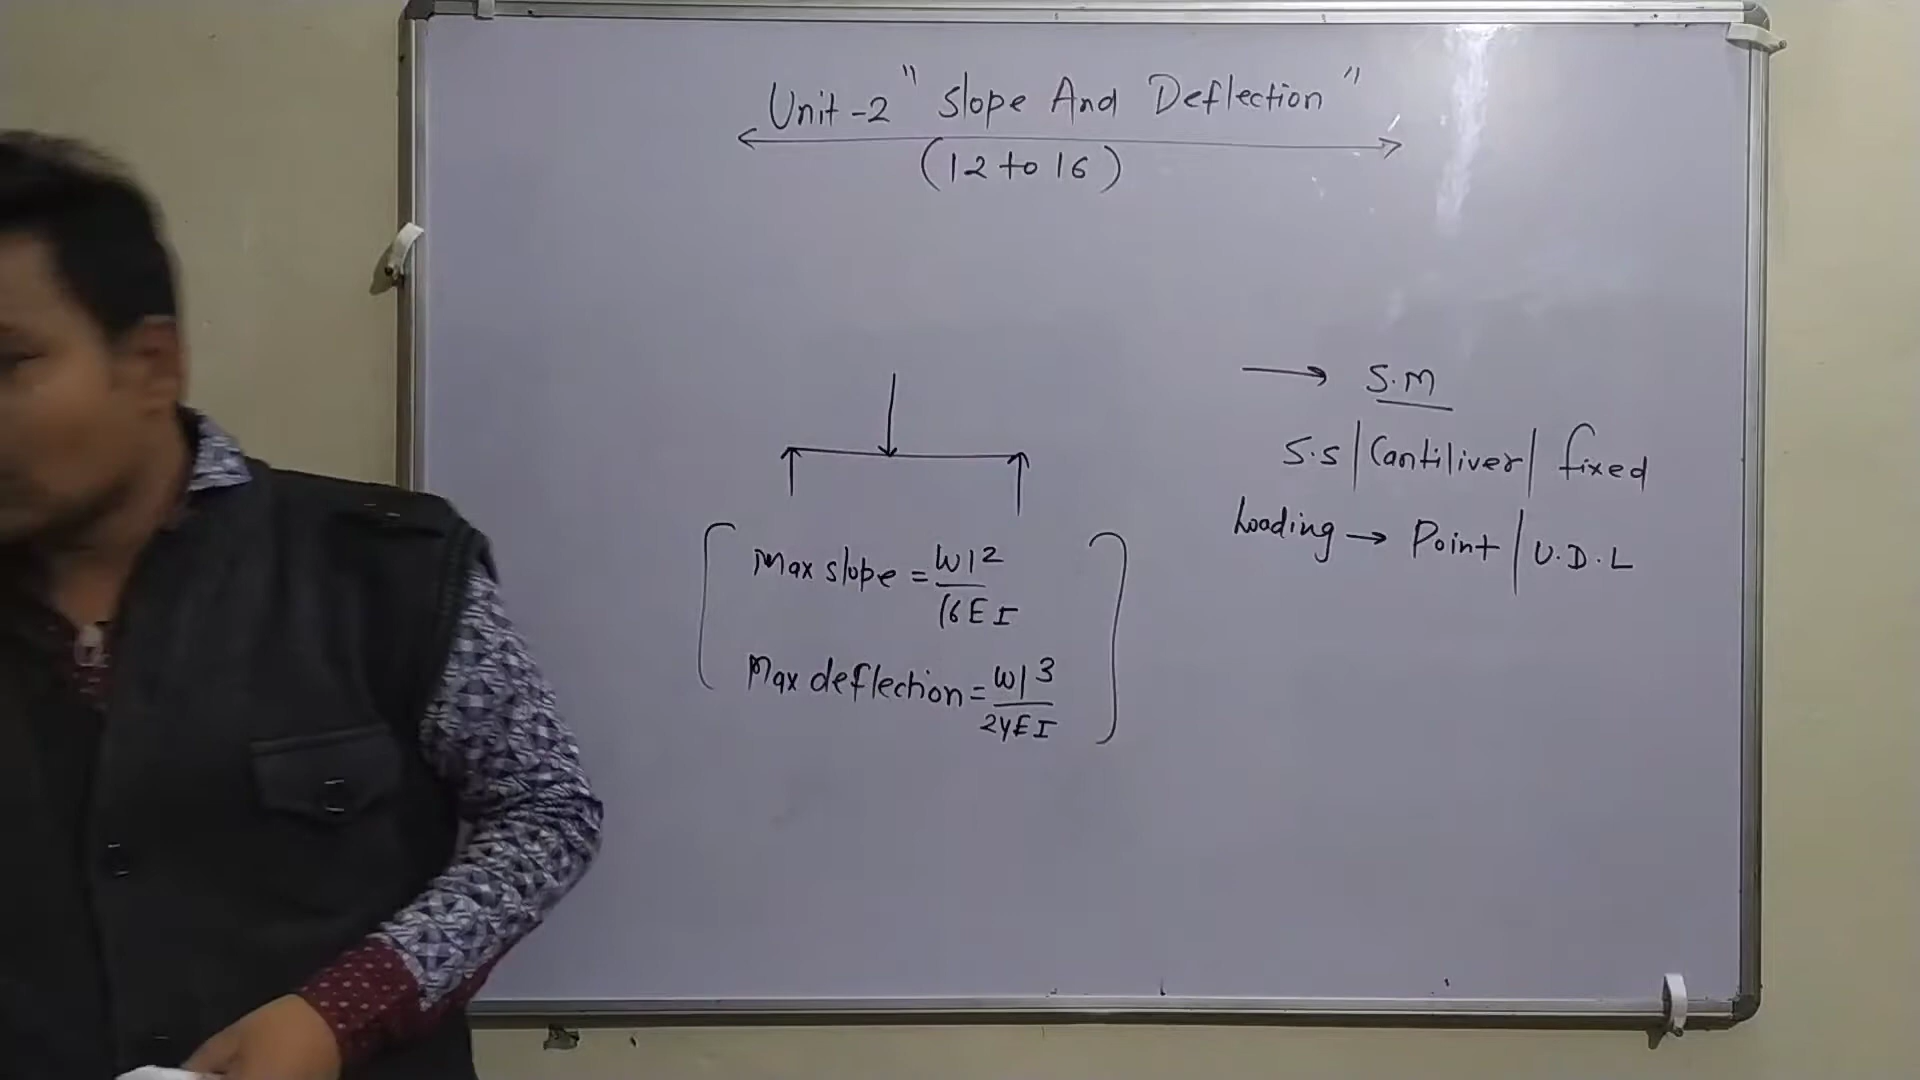 Unit-2 "Slope And Deflection"
(12 to 16)
Max slope = Wl²/16EI
Max deflection = Wl³/24EI
→ S.M
S.S | Cantiliver | fixed
Loading → Point | U.D.L